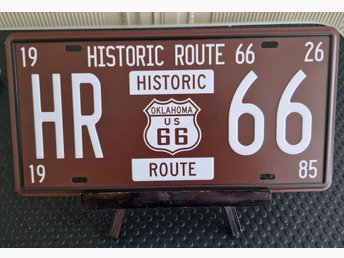 19 HISTORIC ROUTE 66 26
HISTORIC
HR 66
OKLAHOMA
US
66
ROUTE
19 85